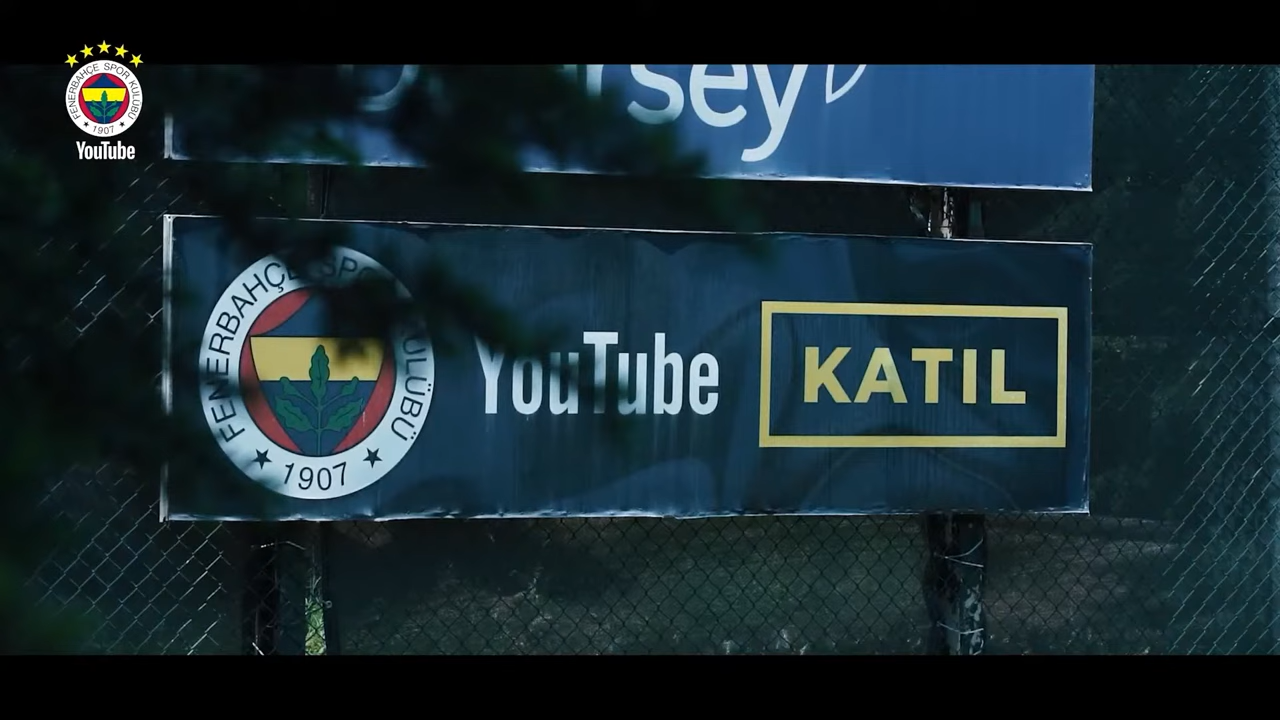 FENERBAHÇE SPOR KULÜBÜ
1907
YouTube
sey
FENERBAHÇE SPOR KULÜBÜ
1907
YouTube
KATIL